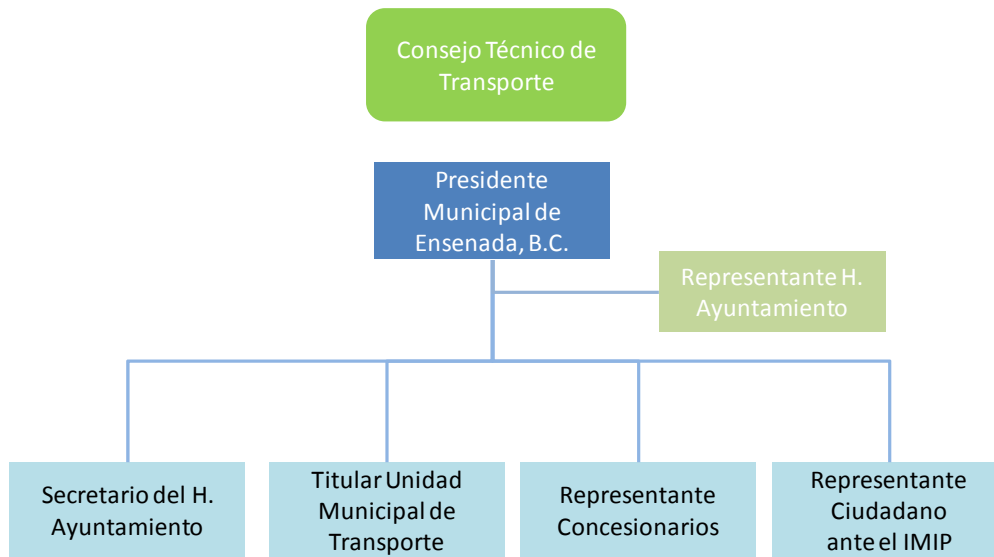 Consejo Técnico de
Transporte
Presidente
Municipal de
Ensenada, B.C.
Representante H.
Ayuntamiento
Secretario del H.
Ayuntamiento
Titular Unidad
Municipal de
Transporte
Representante
Concesionarios
Representante
Ciudadano
ante el IMIP